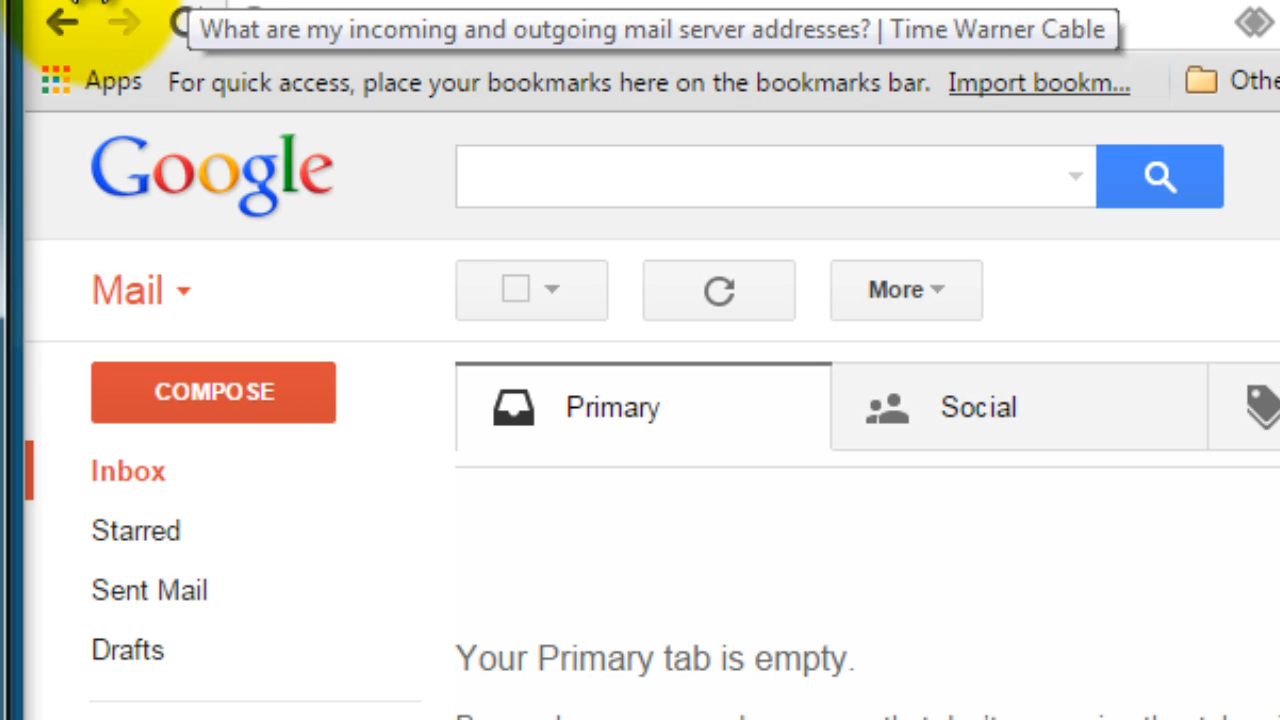 What are my incoming and outgoing mail server addresses? | Time Warner Cable
Apps For quick access, place your bookmarks here on the bookmarks bar. Import bookm... Othe
Google
Mail
More
COMPOSE
Primary
Social
Inbox
Starred
Sent Mail
Drafts
Your Primary tab is empty.